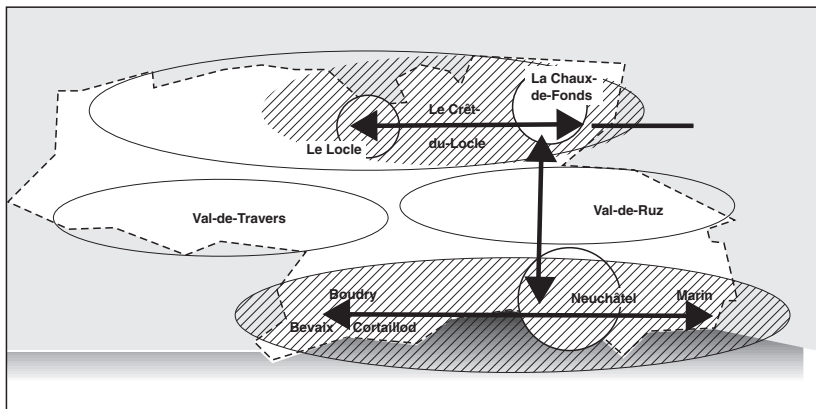 La Chaux-
de-Fonds
Le Crêt-
du-Locle
Le Locle
Val-de-Travers
Val-de-Ruz
Boudry
Neuchâtel
Marin
Bevaix
Cortaillod